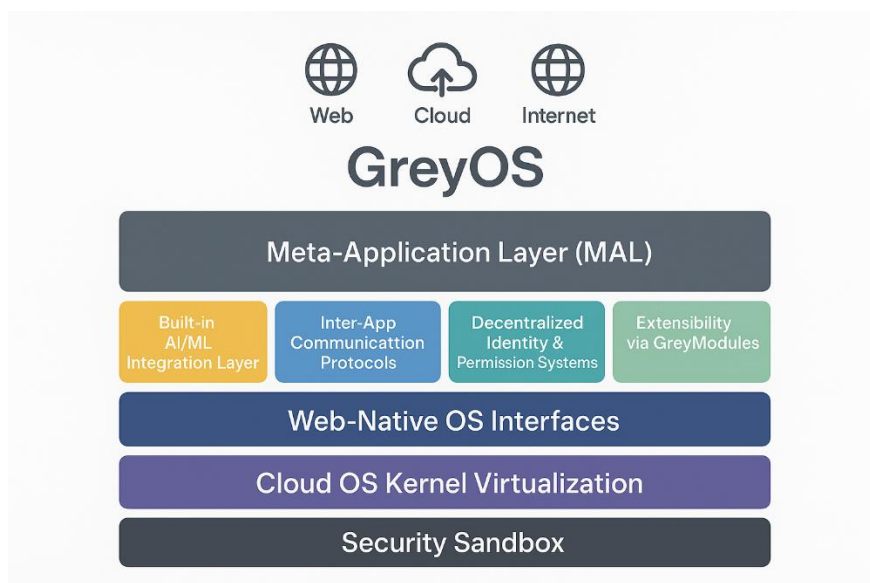 Web
Cloud
Internet
GreyOS
Meta-Application Layer (MAL)
Built-in
AI/ML
Integration Layer
Inter-App
Communicattion
Protocols
Decentralized
Identity &
Permission Systems
Extensibility
via GreyModules
Web-Native OS Interfaces
Cloud OS Kernel Virtualization
Security Sandbox